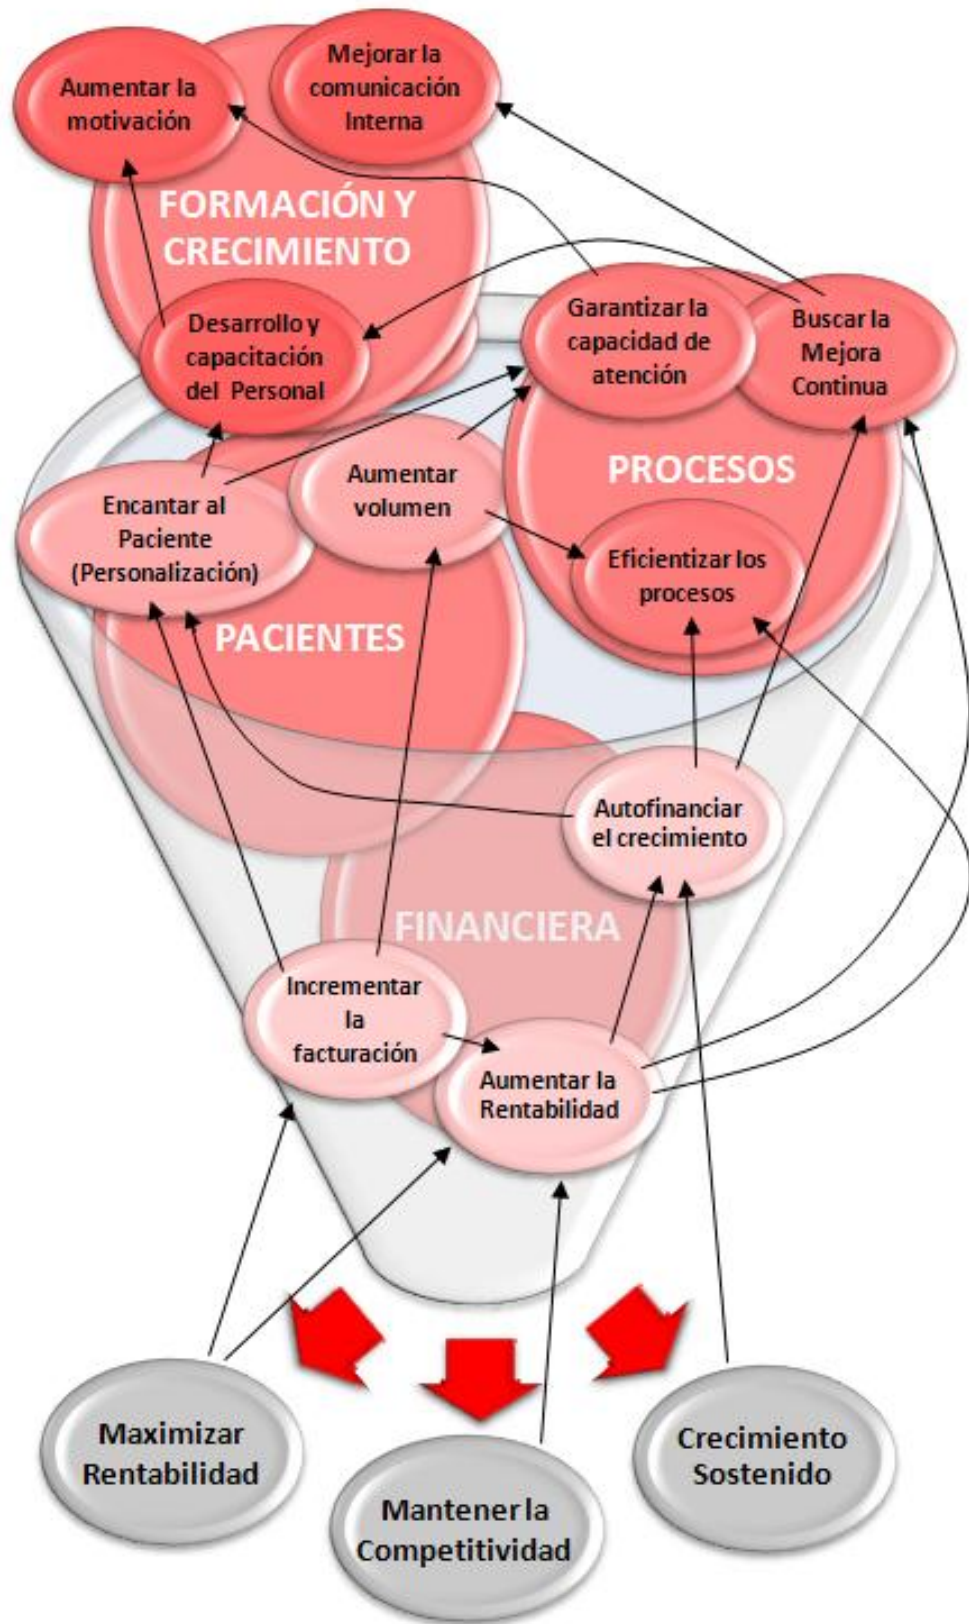 Aumentar la
motivación
Mejorar la
comunicación
Interna
FORMACIÓN Y
CRECIMIENTO
Desarrollo y
capacitación
del Personal
Garantizar la
capacidad de
atención
Buscar la
Mejora
Continua
PROCESOS
Encantar al
Paciente
(Personalización)
Aumentar
volumen
Eficientizar los
procesos
PACIENTES
Autofinanciar
el crecimiento
FINANCIERA
Incrementar
la
facturación
Aumentar la
Rentabilidad
Maximizar
Rentabilidad
Mantener la
Competitividad
Crecimiento
Sostenido